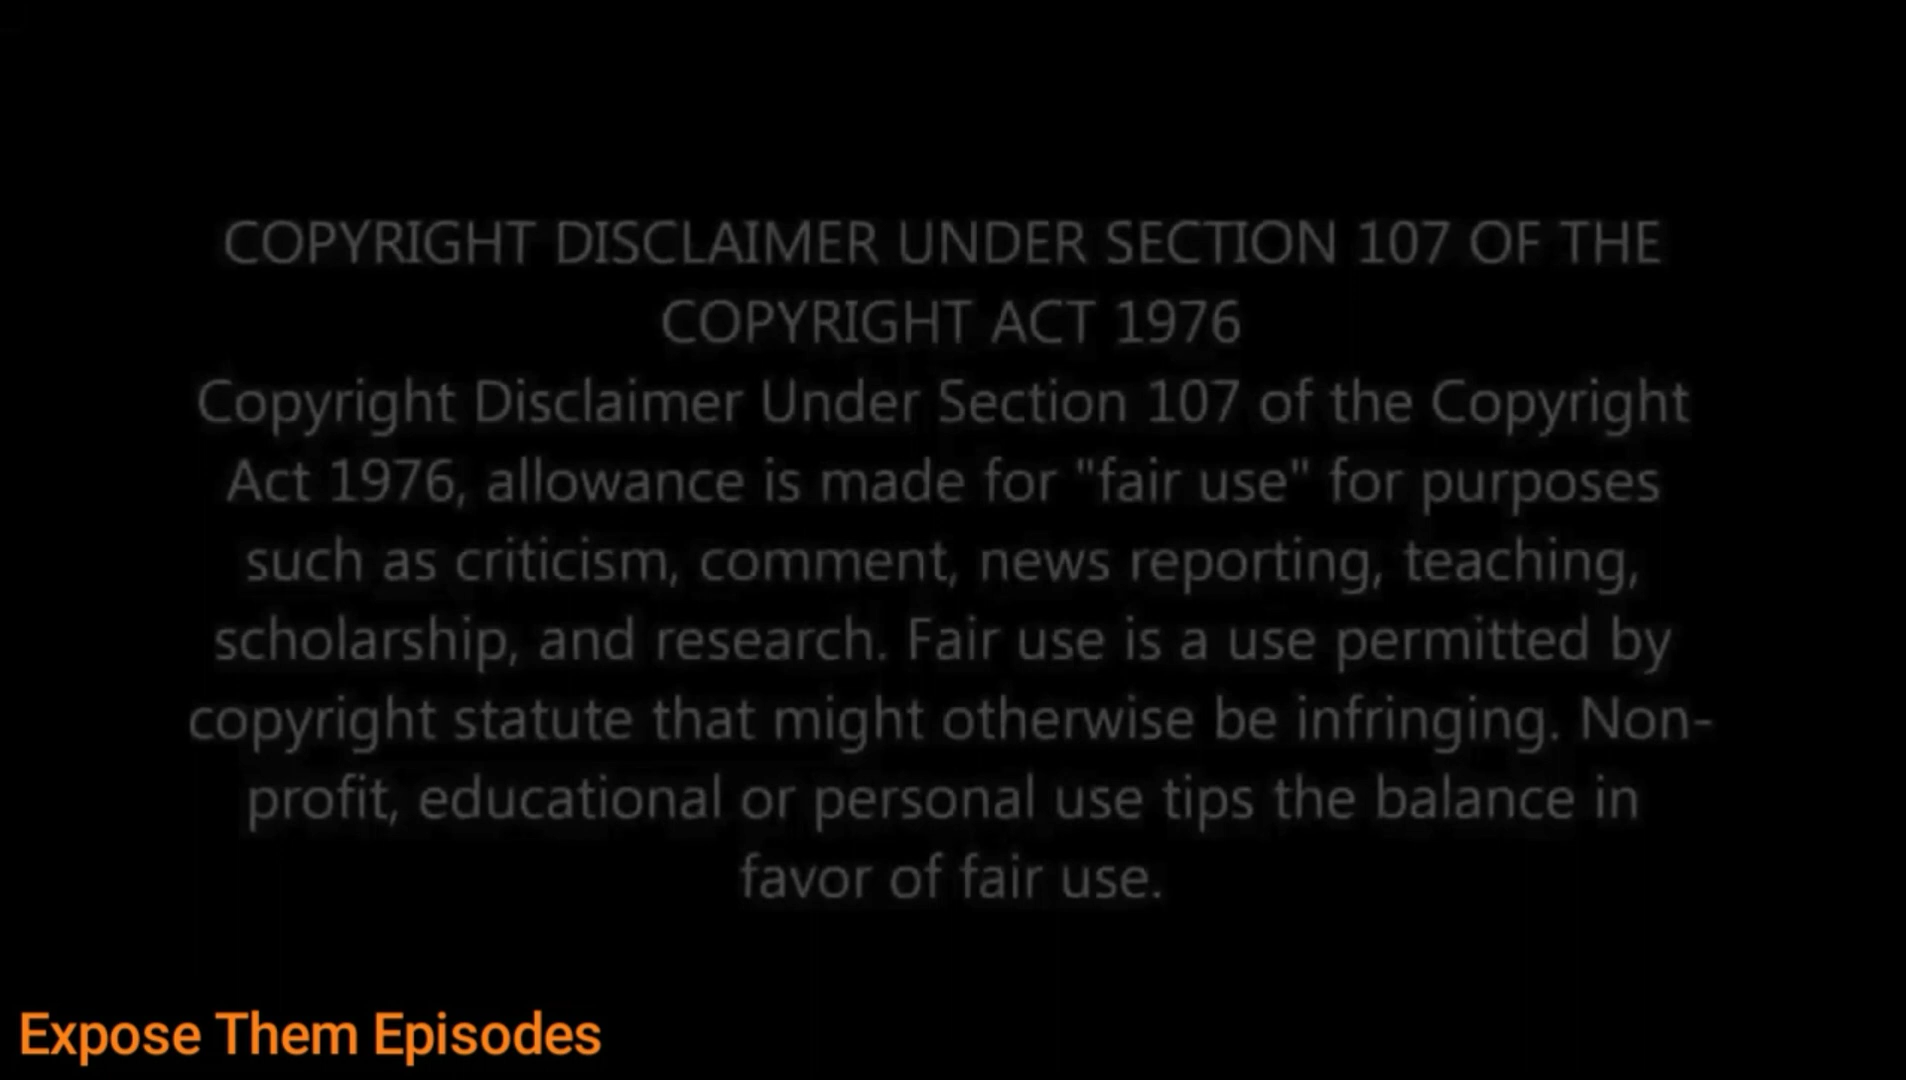 COPYRIGHT DISCLAIMER UNDER SECTION 107 OF THE
COPYRIGHT ACT 1976
Copyright Disclaimer Under Section 107 of the Copyright
Act 1976, allowance is made for "fair use" for purposes
such as criticism, comment, news reporting, teaching,
scholarship, and research. Fair use is a use permitted by
copyright statute that might otherwise be infringing. Non-
profit, educational or personal use tips the balance in
favor of fair use.
Expose Them Episodes